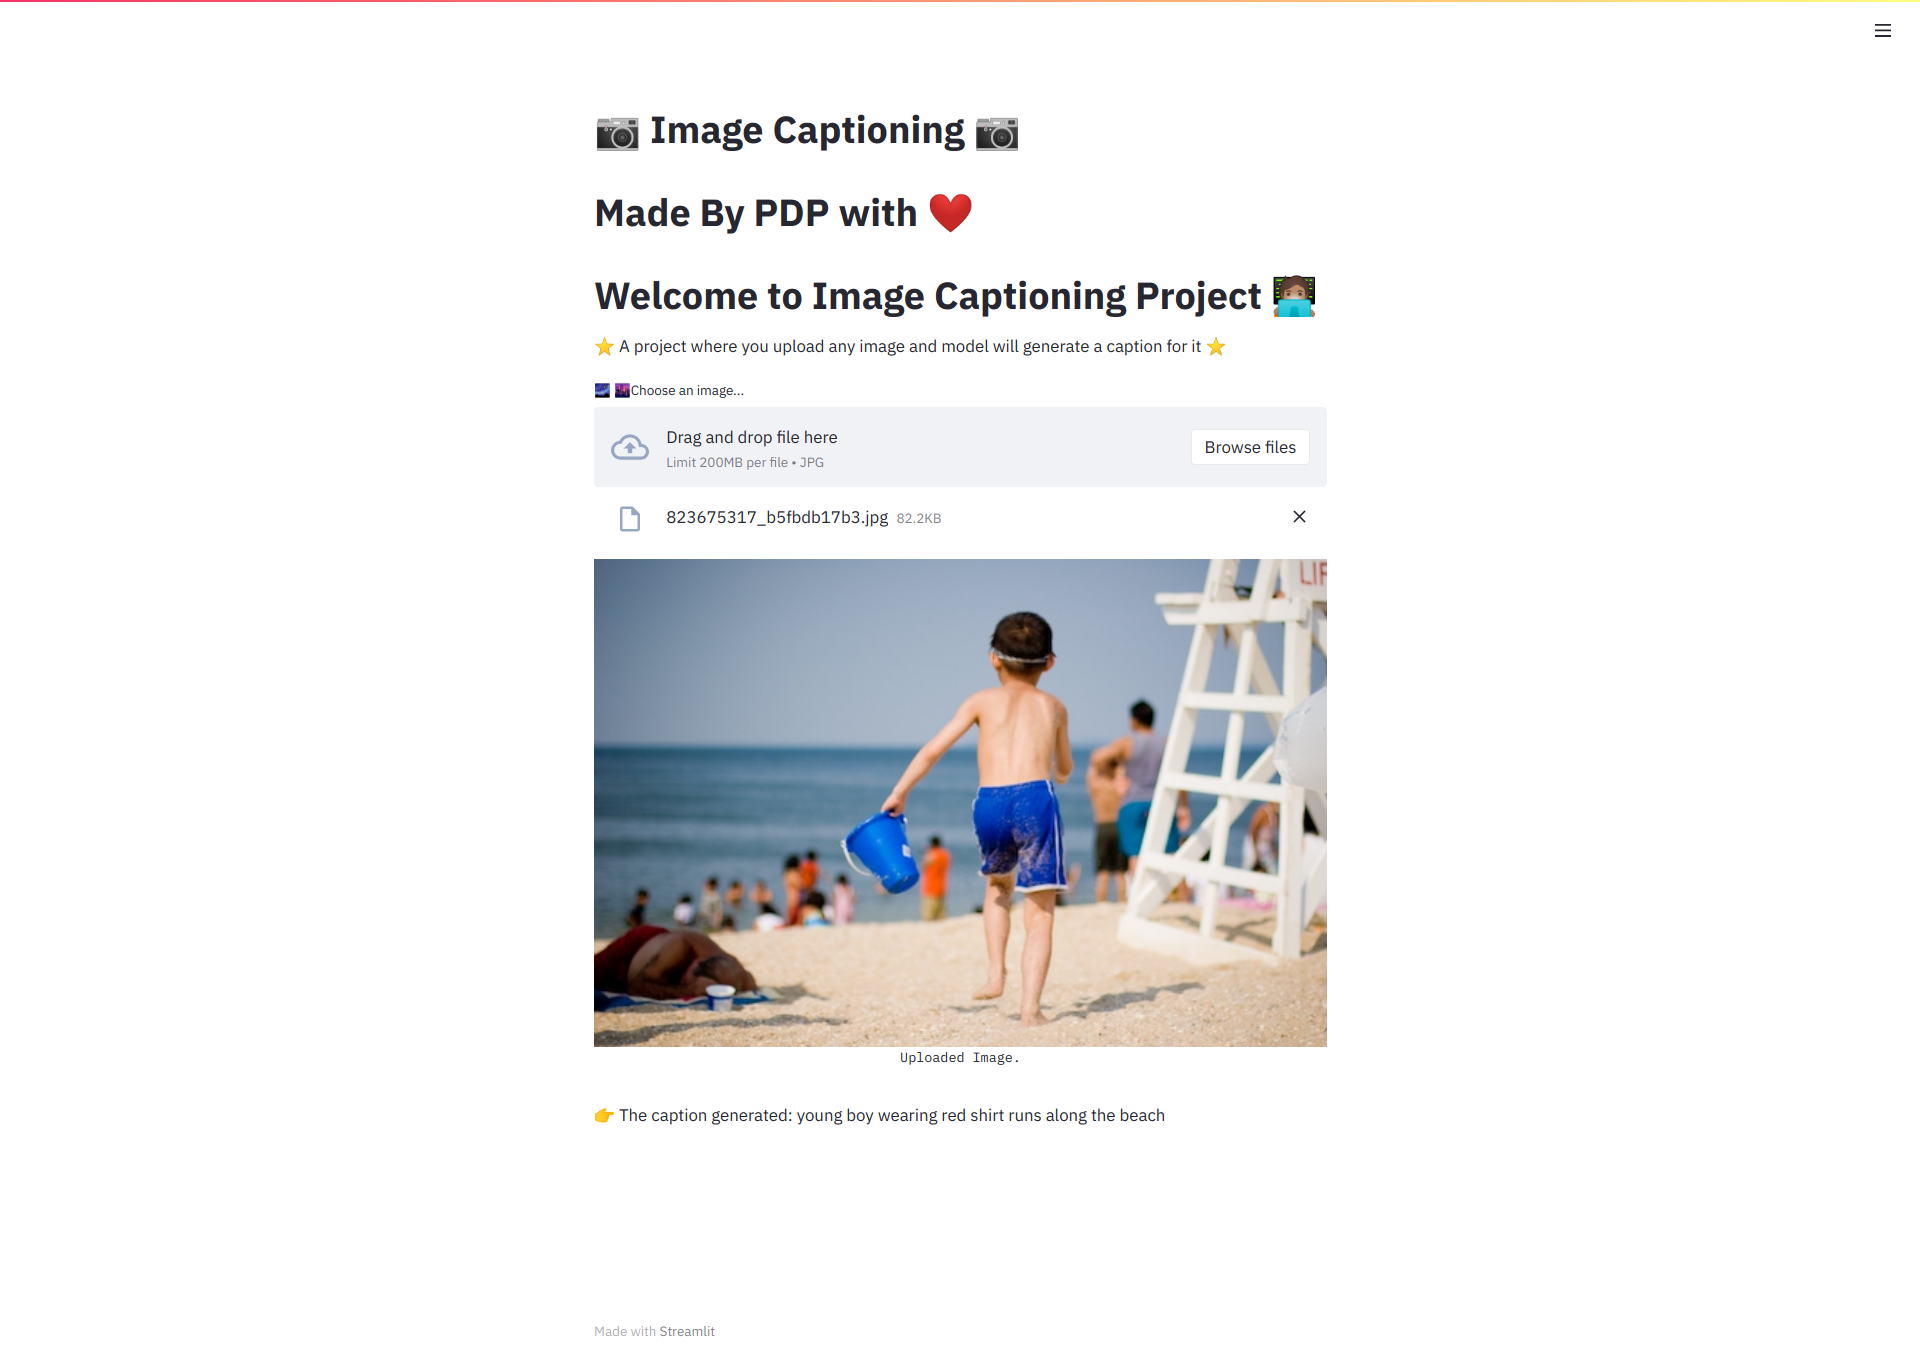 📷 Image Captioning 📷
Made By PDP with ❤️
Welcome to Image Captioning Project 👩🏽‍💻
⭐ A project where you upload any image and model will generate a caption for it ⭐
🌌 🌆Choose an image...
Drag and drop file here
Limit 200MB per file • JPG
Browse files
823675317_b5fbdb17b3.jpg 82.2KB
LIF
Uploaded Image.
👉 The caption generated: young boy wearing red shirt runs along the beach
Made with Streamlit